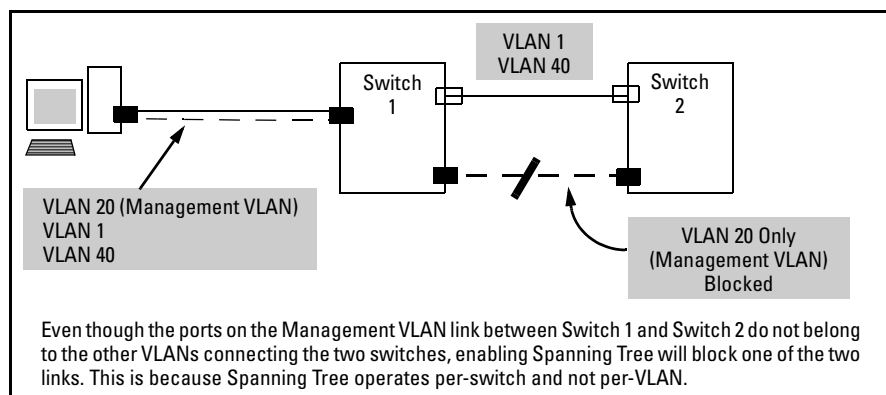 VLAN 1
VLAN 40
Switch
1
Switch
2
VLAN 20 (Management VLAN)
VLAN 1
VLAN 40
VLAN 20 Only
(Management VLAN)
Blocked
Even though the ports on the Management VLAN link between Switch 1 and Switch 2 do not belong
to the other VLANs connecting the two switches, enabling Spanning Tree will block one of the two
links. This is because Spanning Tree operates per-switch and not per-VLAN.